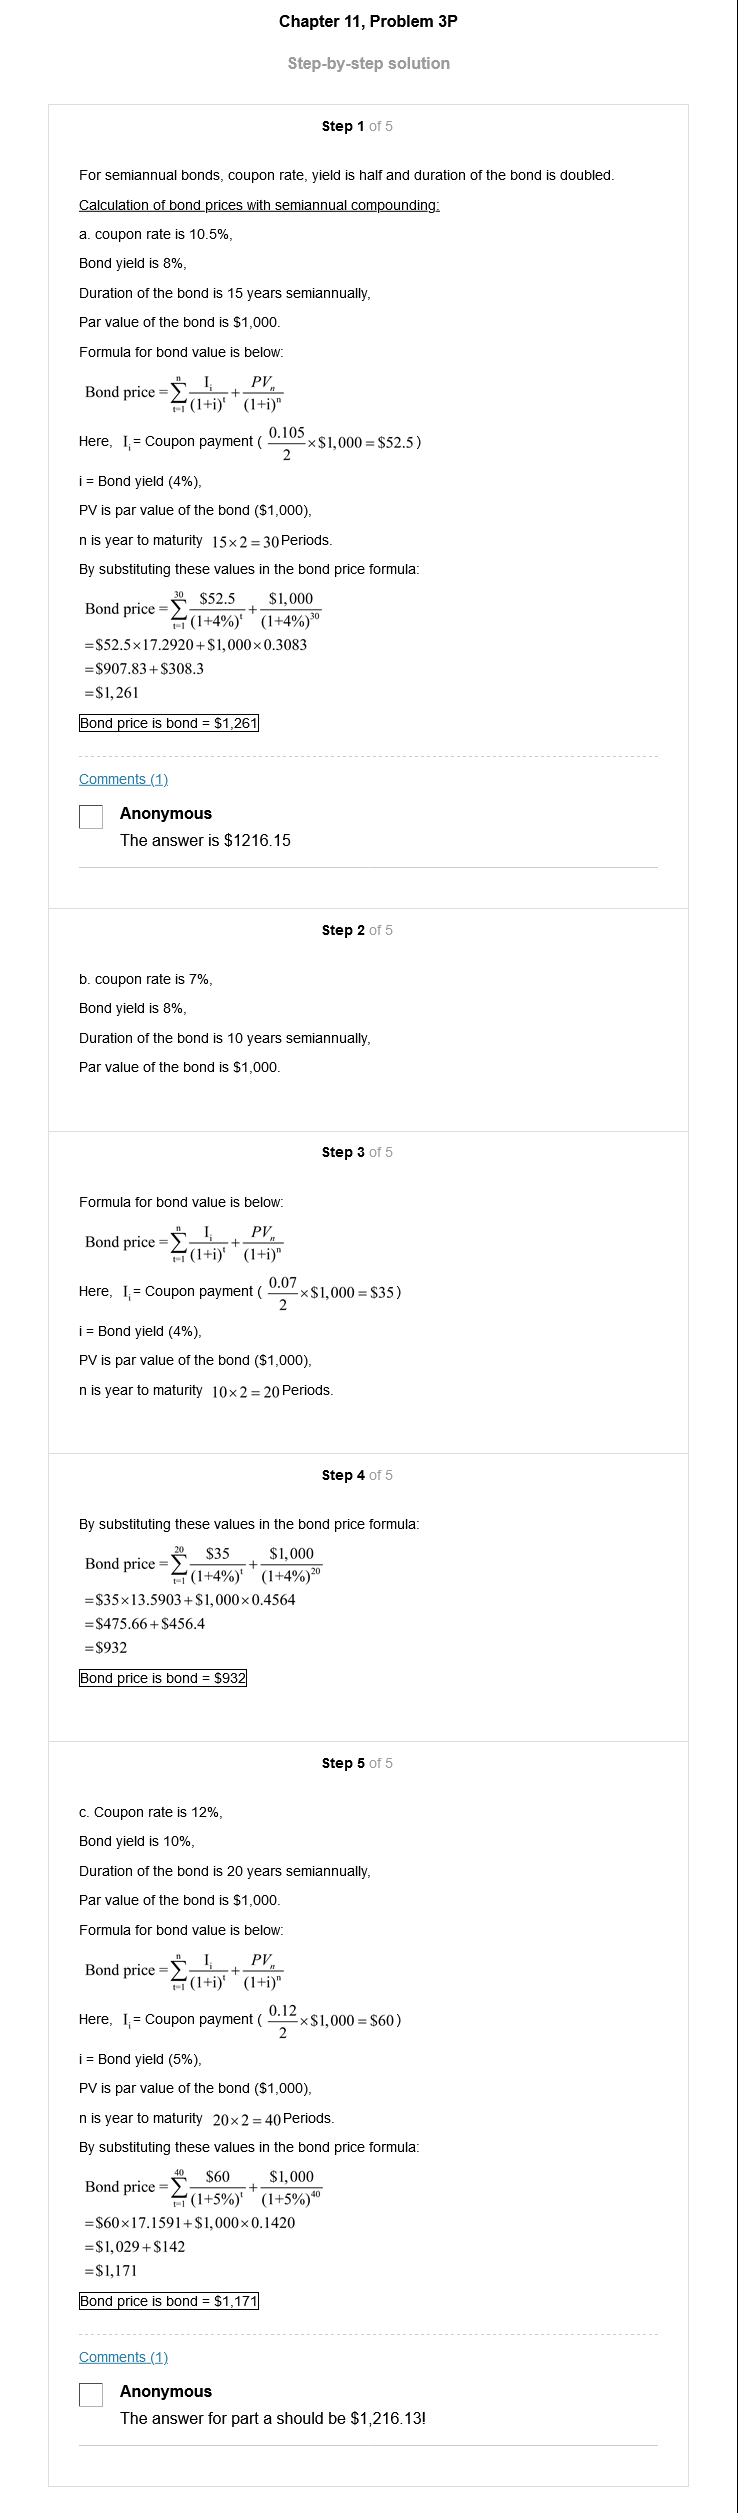 Chapter 11, Problem 3P
Step-by-step solution
Step 1 of 5
For semiannual bonds, coupon rate, yield is half and duration of the bond is doubled.
Calculation of bond prices with semiannual compounding:
a. coupon rate is 10.5%,
Bond yield is 8%,
Duration of the bond is 15 years semiannually,
Par value of the bond is $1,000.
Formula for bond value is below:
Bond price = \sum_{t=1}^{n} \frac{I_i}{(1+i)^t} + \frac{PV_n}{(1+i)^n}
Here, I_i = Coupon payment ( \frac{0.105}{2} × $1,000 = $52.5 )
i = Bond yield (4%),
PV is par value of the bond ($1,000),
n is year to maturity 15×2=30 Periods.
By substituting these values in the bond price formula:
Bond price = \sum_{t=1}^{30} \frac{$52.5}{(1+4%)^t} + \frac{$1,000}{(1+4%)^{30}}
=$52.5×17.2920+$1,000×0.3083
=$907.83+$308.3
=$1,261
Bond price is bond = $1,261
Comments (1)
Anonymous
The answer is $1216.15
Step 2 of 5
b. coupon rate is 7%,
Bond yield is 8%,
Duration of the bond is 10 years semiannually,
Par value of the bond is $1,000.
Step 3 of 5
Formula for bond value is below:
Bond price = \sum_{t=1}^{n} \frac{I_i}{(1+i)^t} + \frac{PV_n}{(1+i)^n}
Here, I_i = Coupon payment ( \frac{0.07}{2} × $1,000 = $35 )
i = Bond yield (4%),
PV is par value of the bond ($1,000),
n is year to maturity 10×2=20 Periods.
Step 4 of 5
By substituting these values in the bond price formula:
Bond price = \sum_{t=1}^{20} \frac{$35}{(1+4%)^t} + \frac{$1,000}{(1+4%)^{20}}
=$35×13.5903+$1,000×0.4564
=$475.66+$456.4
=$932
Bond price is bond = $932
Step 5 of 5
c. Coupon rate is 12%,
Bond yield is 10%,
Duration of the bond is 20 years semiannually,
Par value of the bond is $1,000.
Formula for bond value is below:
Bond price = \sum_{t=1}^{n} \frac{I_i}{(1+i)^t} + \frac{PV_n}{(1+i)^n}
Here, I_i = Coupon payment ( \frac{0.12}{2} × $1,000 = $60 )
i = Bond yield (5%),
PV is par value of the bond ($1,000),
n is year to maturity 20×2=40 Periods.
By substituting these values in the bond price formula:
Bond price = \sum_{t=1}^{40} \frac{$60}{(1+5%)^t} + \frac{$1,000}{(1+5%)^{40}}
=$60×17.1591+$1,000×0.1420
=$1,029+$142
=$1,171
Bond price is bond = $1,171
Comments (1)
Anonymous
The answer for part a should be $1,216.13!